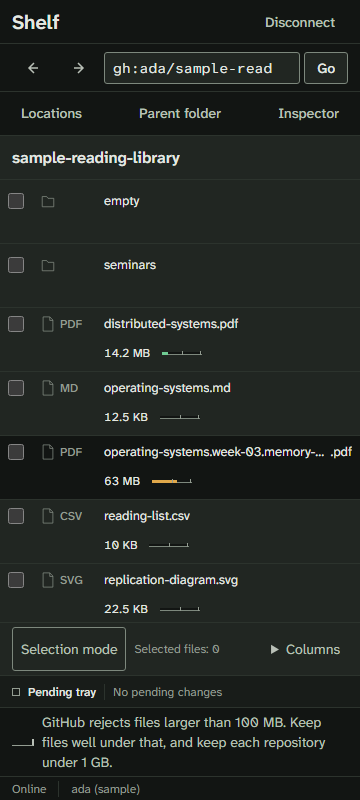 Shelf
Disconnect
gh:ada/sample-read
Go
Locations
Parent folder
Inspector
sample-reading-library
empty
seminars
PDF
distributed-systems.pdf
14.2 MB
MD
operating-systems.md
12.5 KB
PDF
operating-systems.week-03.memory-… .pdf
63 MB
CSV
reading-list.csv
10 KB
SVG
replication-diagram.svg
22.5 KB
Selection mode
Selected files: 0
Columns
Pending tray
No pending changes
GitHub rejects files larger than 100 MB. Keep
files well under that, and keep each repository
under 1 GB.
Online
ada (sample)